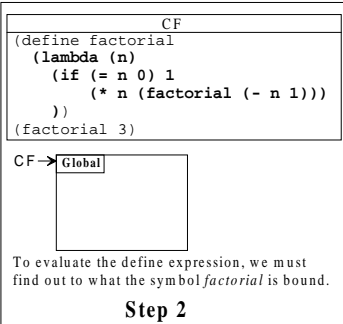 CF
(define factorial
(lambda (n)
(if (= n 0) 1
(* n (factorial (- n 1)))
))
(factorial 3)
CF
Global
To evaluate the define expression, we must
find out to what the symbol factorial is bound.
Step 2